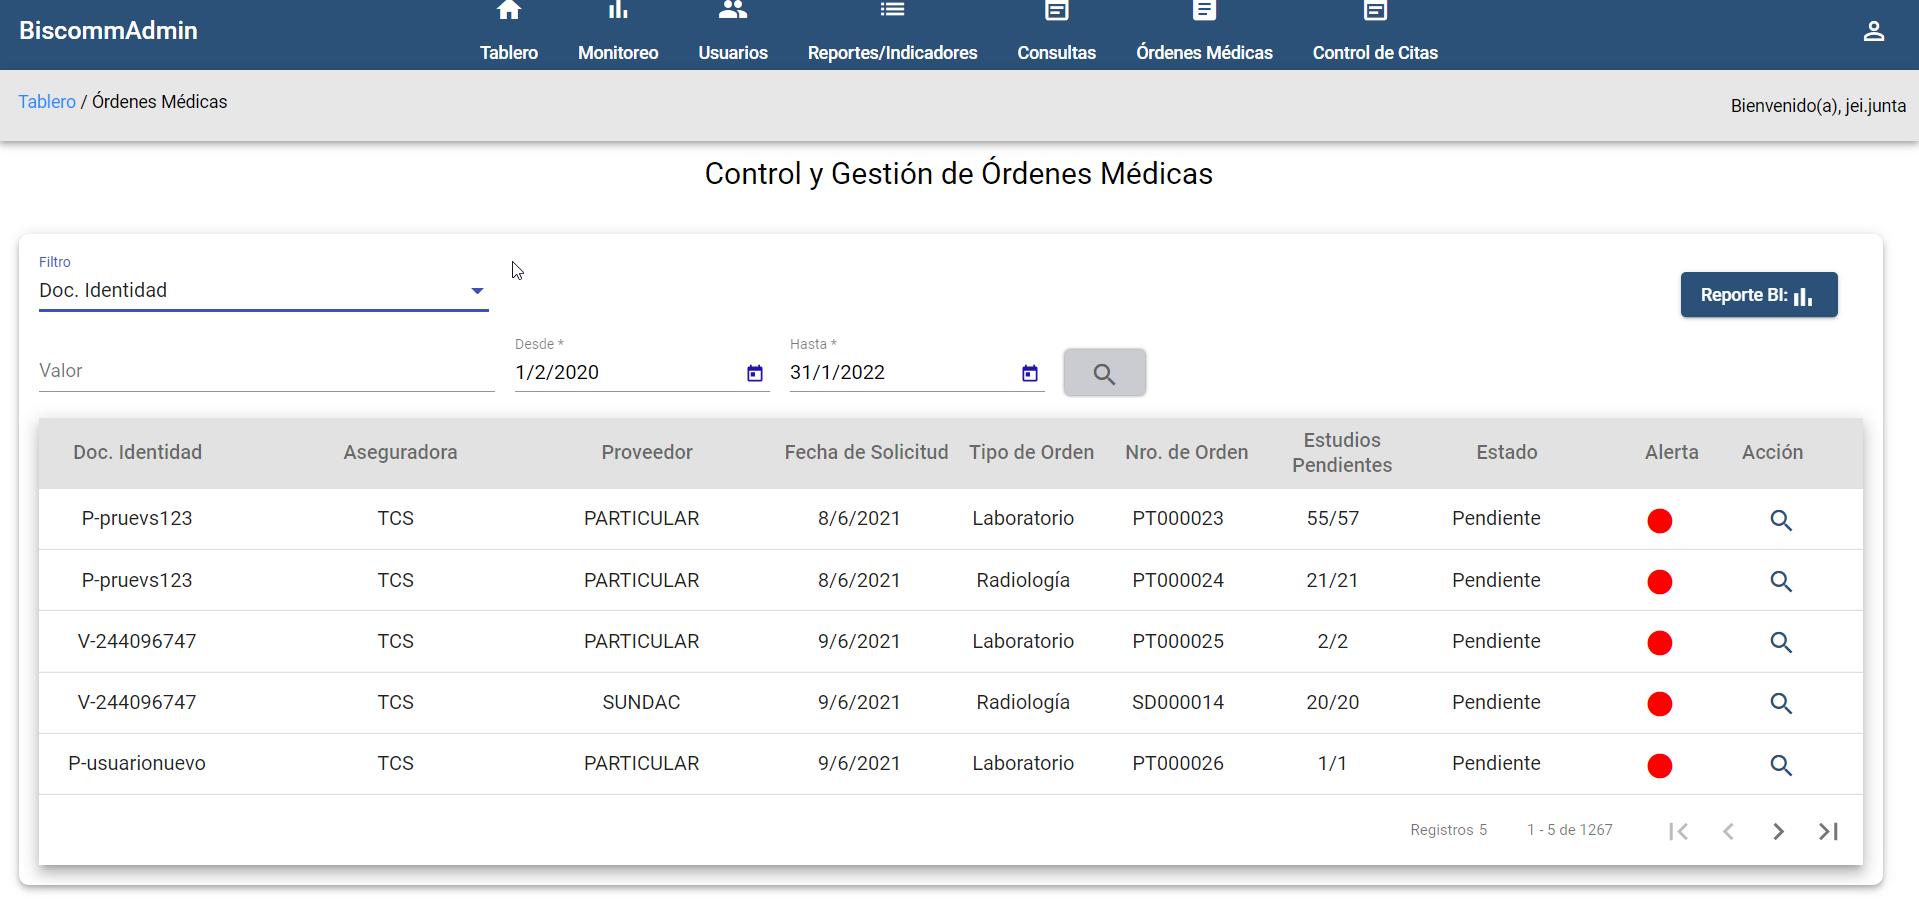 BiscommAdmin
Tablero Monitoreo Usuarios Reportes/Indicadores Consultas Órdenes Médicas Control de Citas
Tablero / Órdenes Médicas
Bienvenido(a), jei.junta
Control y Gestión de Órdenes Médicas
Filtro
Doc. Identidad
Reporte BI:
Valor
Desde *
1/2/2020
Hasta *
31/1/2022
Doc. Identidad Aseguradora Proveedor Fecha de Solicitud Tipo de Orden Nro. de Orden Estudios Pendientes Estado Alerta Acción
P-pruevs123 TCS PARTICULAR 8/6/2021 Laboratorio PT000023 55/57 Pendiente
P-pruevs123 TCS PARTICULAR 8/6/2021 Radiología PT000024 21/21 Pendiente
V-244096747 TCS PARTICULAR 9/6/2021 Laboratorio PT000025 2/2 Pendiente
V-244096747 TCS SUNDAC 9/6/2021 Radiología SD000014 20/20 Pendiente
P-usuarionuevo TCS PARTICULAR 9/6/2021 Laboratorio PT000026 1/1 Pendiente
Registros 5 1 - 5 de 1267